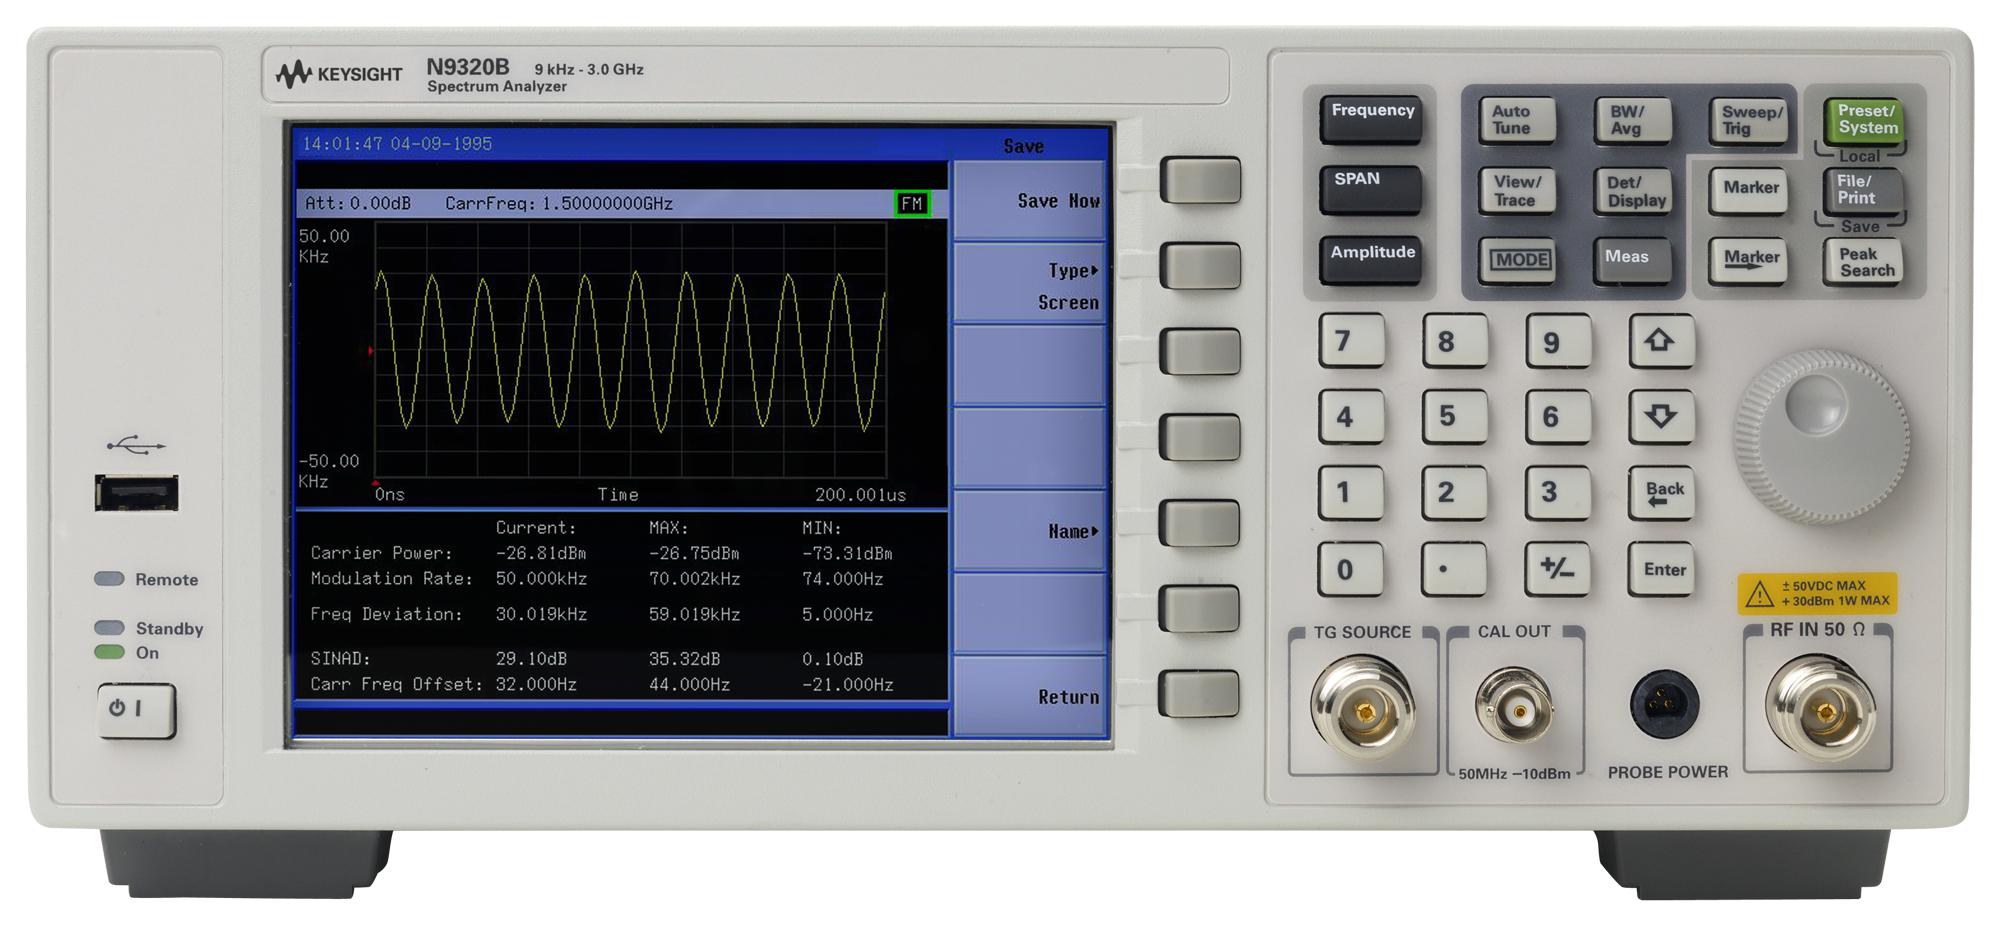 KEYSIGHT N9320B 9 kHz - 3.0 GHz
Spectrum Analyzer
14:01:47 04-09-1995
Save
Att: 0.00dB CarrFreq: 1.50000000GHz FM
50.00
KHz
-50.00
KHz
0ns Time 200.001us
Current: MAX: MIN:
Carrier Power: -26.81dBm -26.75dBm -73.31dBm
Modulation Rate: 50.000kHz 70.002kHz 74.000Hz
Freq Deviation: 30.019kHz 59.019kHz 5.000Hz
SINAD: 29.10dB 35.32dB 0.10dB
Carr Freq Offset: 32.000Hz 44.000Hz -21.000Hz
Save Now
Type
Screen
Name
Return
Remote
Standby
On
Frequency
Auto
Tune
BW/
Avg
Sweep/
Trig
Preset/
System
Local
SPAN
View/
Trace
Det/
Display
Marker
File/
Print
Save
Amplitude
MODE
Meas
Marker
Peak
Search
7 8 9
4 5 6
1 2 3 Back
0 . +/− Enter
± 50VDC MAX
+ 30dBm 1W MAX
TG SOURCE
CAL OUT
50MHz −10dBm
PROBE POWER
RF IN 50 Ω